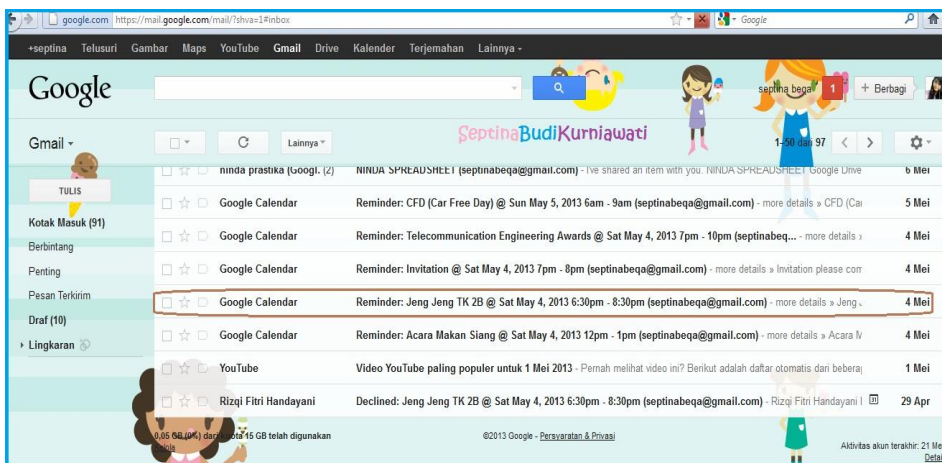 google.com https://mail.google.com/mail/?shva=1#inbox Google
+septina Telusuri Gambar Maps YouTube Gmail Drive Kalender Terjemahan Lainnya
Google septina beqa 1 + Berbagi
SeptinaBudiKurniawati
Gmail Lainnya 1–50 dari 97
TULIS
Kotak Masuk (91)
Berbintang
Penting
Pesan Terkirim
Draf (10)
Lingkaran
ninda prastika (Googl. (2) NINDA SPREADSHEET (septinabeqa@gmail.com) - I've shared an item with you. NINDA SPREADSHEET Google Drive 6 Mei
Google Calendar Reminder: CFD (Car Free Day) @ Sun May 5, 2013 6am - 9am (septinabeqa@gmail.com) - more details » CFD (Car 5 Mei
Google Calendar Reminder: Telecommunication Engineering Awards @ Sat May 4, 2013 7pm - 10pm (septinabeq... - more details » 4 Mei
Google Calendar Reminder: Invitation @ Sat May 4, 2013 7pm - 8pm (septinabeqa@gmail.com) - more details » Invitation please com 4 Mei
Google Calendar Reminder: Jeng Jeng TK 2B @ Sat May 4, 2013 6:30pm - 8:30pm (septinabeqa@gmail.com) - more details » Jeng 4 Mei
Google Calendar Reminder: Acara Makan Siang @ Sat May 4, 2013 12pm - 1pm (septinabeqa@gmail.com) - more details » Acara 4 Mei
YouTube Video YouTube paling populer untuk 1 Mei 2013 - Pernah melihat video ini? Berikut adalah daftar otomatis dari beberap 1 Mei
Rizqi Fitri Handayani Declined: Jeng Jeng TK 2B @ Sat May 4, 2013 6:30pm - 8:30pm (septinabeqa@gmail.com) - Rizqi Fitri Handayani 31 29 Apr
0,05 GB (0%) dari kuota 15 GB telah digunakan
©2013 Google - Persyaratan & Privasi
Aktivitas akun terakhir: 21 Me
Detai